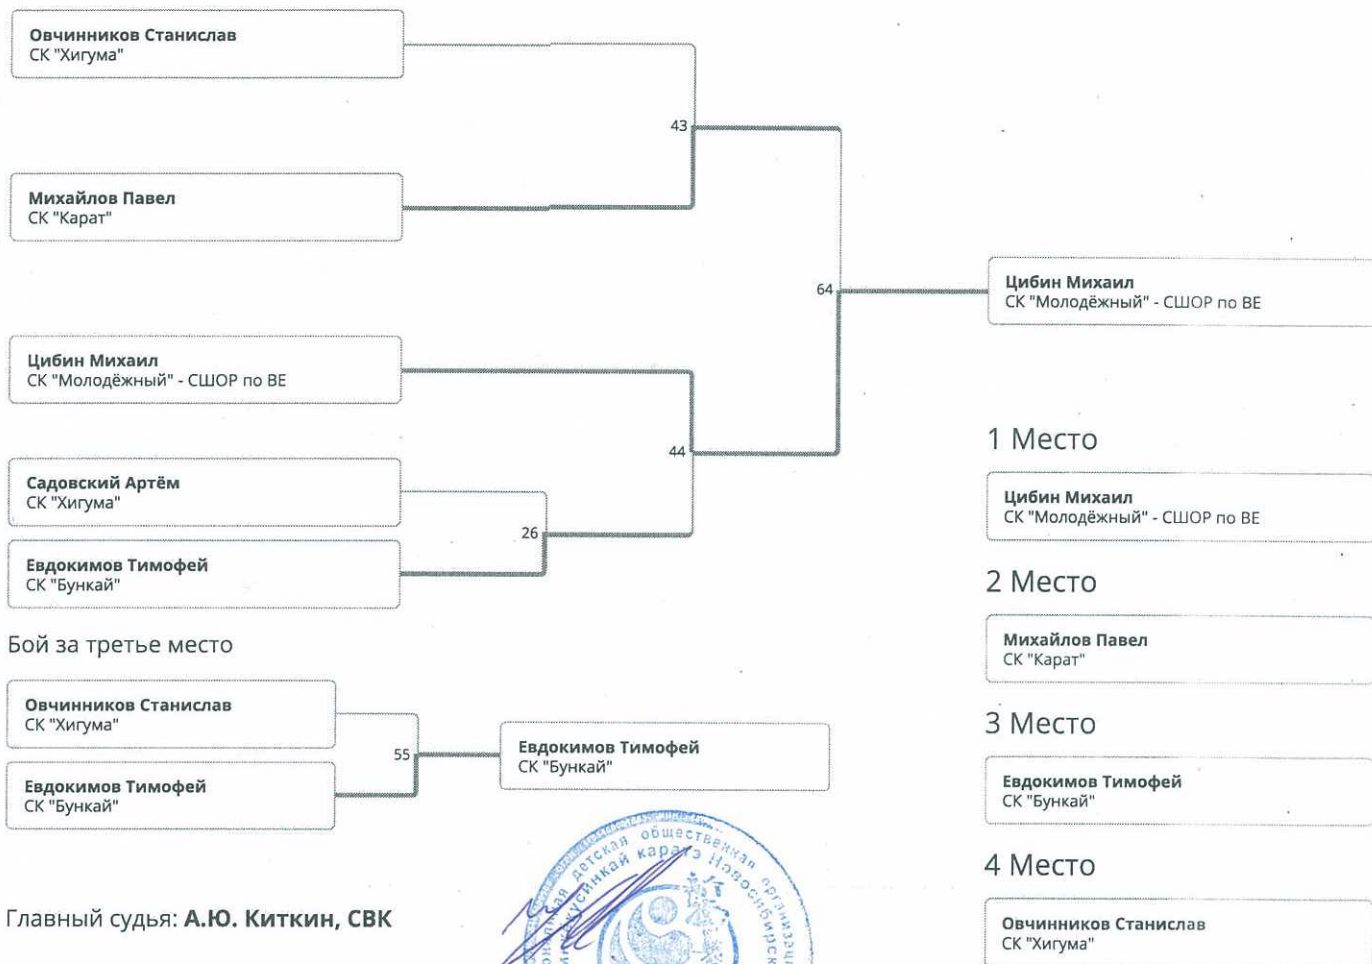 Овчинников Станислав
СК "Хигума"
43
Михайлов Павел
СК "Карат"
64
Цибин Михаил
СК "Молодёжный" - СШОР по ВЕ
Цибин Михаил
СК "Молодёжный" - СШОР по ВЕ
44
Садовский Артём
СК "Хигума"
26
Евдокимов Тимофей
СК "Бункай"
1 Место
Цибин Михаил
СК "Молодёжный" - СШОР по ВЕ
2 Место
Михайлов Павел
СК "Карат"
3 Место
Евдокимов Тимофей
СК "Бункай"
4 Место
Овчинников Станислав
СК "Хигума"
Бой за третье место
Овчинников Станислав
СК "Хигума"
55
Евдокимов Тимофей
СК "Бункай"
Евдокимов Тимофей
СК "Бункай"
Главный судья: А.Ю. Киткин, СВК
детская общественная
каратэ